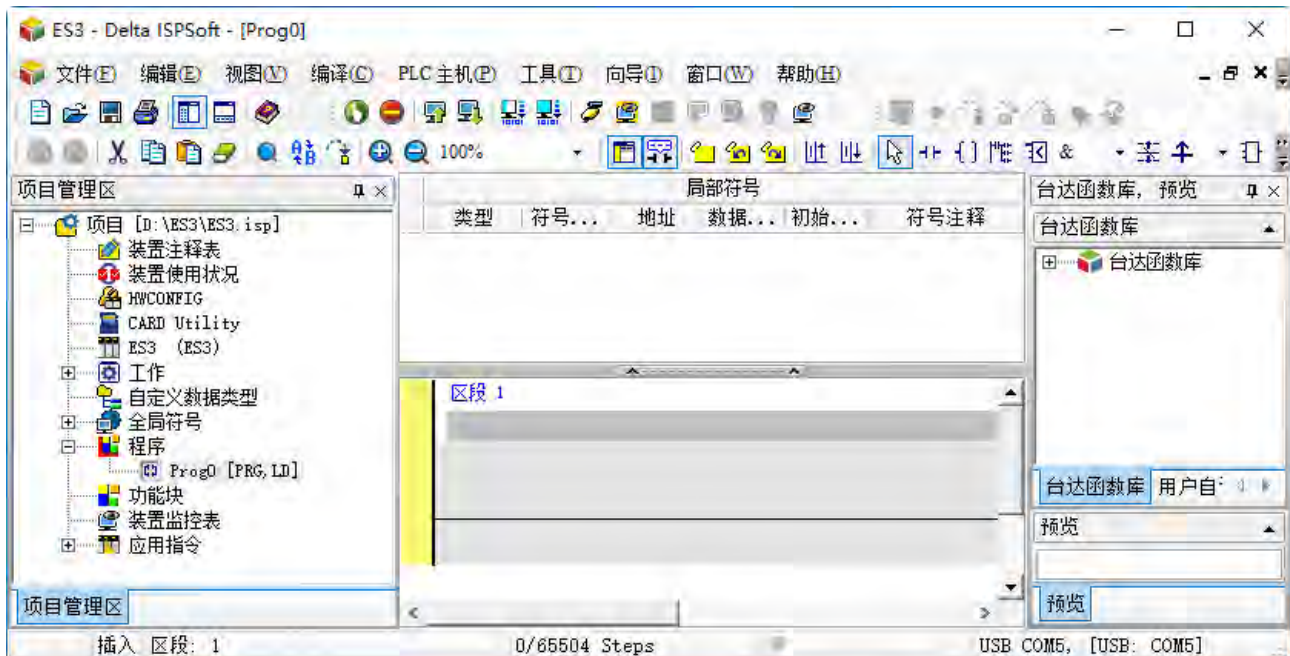 ES3 - Delta ISPSoft - [Prog0]
文件(F) 编辑(E) 视图(V) 编译(C) PLC 主机(P) 工具(T) 向导(I) 窗口(W) 帮助(H)
100%
项目管理区
项目 [D:\ES3\ES3.isp]
装置注释表
装置使用状况
HWCONFIG
CARD Utility
ES3 (ES3)
工作
自定义数据类型
全局符号
程序
Prog0 [PRG,LD]
功能块
装置监控表
应用指令
项目管理区
局部符号
类型 符号... 地址 数据... 初始... 符号注释
区段 1
台达函数库, 预览
台达函数库
台达函数库
台达函数库 用户自
预览
预览
插入 区段: 1 0/65504 Steps USB COM5, [USB: COM5]